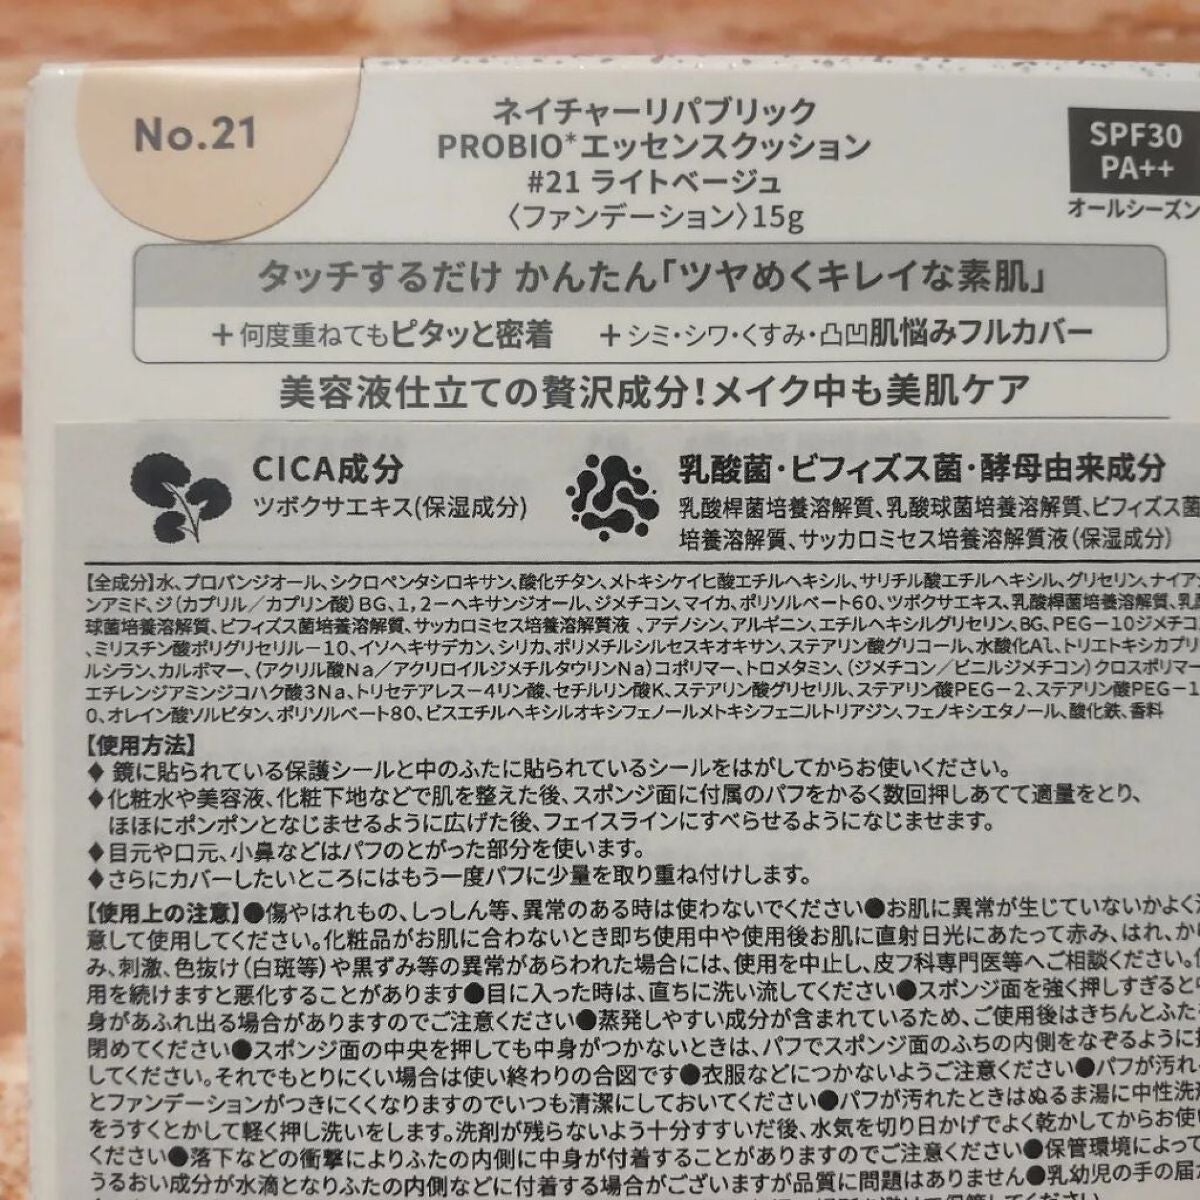 No.21
ネイチャーリパブリック
PROBIO*エッセンスクッション
#21 ライトベージュ
〈ファンデーション〉15g
SPF30
PA++
オールシーズン
タッチするだけ かんたん「ツヤめくキレイな素肌」
+何度重ねてもピタッと密着 +シミ・シワ・くすみ・凸凹肌悩みフルカバー
美容液仕立ての贅沢成分!メイク中も美肌ケア
CICA成分
ツボクサエキス(保湿成分)
乳酸菌・ビフィズス菌・酵母由来成分
乳酸桿菌培養溶解質、乳酸球菌培養溶解質、ビフィズス菌
培養溶解質、サッカロミセス培養溶解質液(保湿成分)
【全成分】水、プロパンジオール、シクロペンタシロキサン、酸化チタン、メトキシケイヒ酸エチルヘキシル、サリチル酸エチルヘキシル、グリセリン、ナイアシ
ンアミド、ジ(カプリル/カプリン酸)BG、1,2-ヘキサンジオール、ジメチコン、マイカ、ポリソルベート60、ツボクサエキス、乳酸桿菌培養溶解質、乳酸
球菌培養溶解質、ビフィズス菌培養溶解質、サッカロミセス培養溶解質液、アデノシン、アルギニン、エチルヘキシルグリセリン、BG、PEG-10ジメチコン
、ミリスチン酸ポリグリセリル-10、イソヘキサデカン、シリカ、ポリメチルシルセスキオキサン、ステアリン酸グリコール、水酸化Al、トリエトキシカプリ
ルシラン、カルボマー、(アクリル酸Na/アクリロイルジメチルタウリンNa)コポリマー、トロメタミン、(ジメチコン/ビニルジメチコン)クロスポリマー
エチレンジアミンジコハク酸3Na、トリセテアレス-4リン酸、セチルリン酸K、ステアリン酸グリセリル、ステアリン酸PEG-2、ステアリン酸PEG-1
0、オレイン酸ソルビタン、ポリソルベート80、ビスエチルヘキシルオキシフェノールメトキシフェニルトリアジン、フェノキシエタノール、酸化鉄、香料
【使用方法】
♦ 鏡に貼られている保護シールと中のふたに貼られているシールをはがしてからお使いください。
♦化粧水や美容液、化粧下地などで肌を整えた後、スポンジ面に付属のパフをかるく数回押しあてて適量をとり、
ほほにポンポンとなじませるように広げた後、フェイスラインにすべらせるようになじませます。
♦目元や口元、小鼻などはパフのとがった部分を使います。
♦さらにカバーしたいところにはもう一度パフに少量を取り重ね付けします。
【使用上の注意】●傷やはれもの、しっしん等、異常のある時は使わないでください●お肌に異常が生じていないかよく注
意して使用してください。化粧品がお肌に合わないとき即ち使用中や使用後お肌に直射日光にあたって赤み、はれ、かゆ
み、刺激、色抜け(白斑等)や黒ずみ等の異常があらわれた場合には、使用を中止し、皮フ科専門医等へご相談ください。使
用を続けますと悪化することがあります●目に入った時は、直ちに洗い流してください●スポンジ面を強く押しすぎると中
身があふれ出る場合がありますのでご注意ください●蒸発しやすい成分が含まれているため、ご使用後はきちんとふた
閉めてください●スポンジ面の中央を押しても中身がつかないときは、パフでスポンジ面のふちの内側をなぞるように
してください。それでもとりにくい場合は使い終わりの合図です●衣服などにつかないようご注意ください●パフが汚れ
とファンデーションがつきにくくなりますのでいつも清潔にしておいてください●パフが汚れたときはぬるま湯に中性洗
をうすくとかして軽く押し洗いをします。洗剤が残らないよう十分すすいだ後、水気を切り日かげでよく乾かしてからお使い
ください●落下などの衝撃によりふたの内側に中身が付着することがありますのでご注意ください●保管環境によって
うるおい成分が水滴となりふたの内側などに付着する場合がございますが品質に問題はありません●乳幼児の手の届